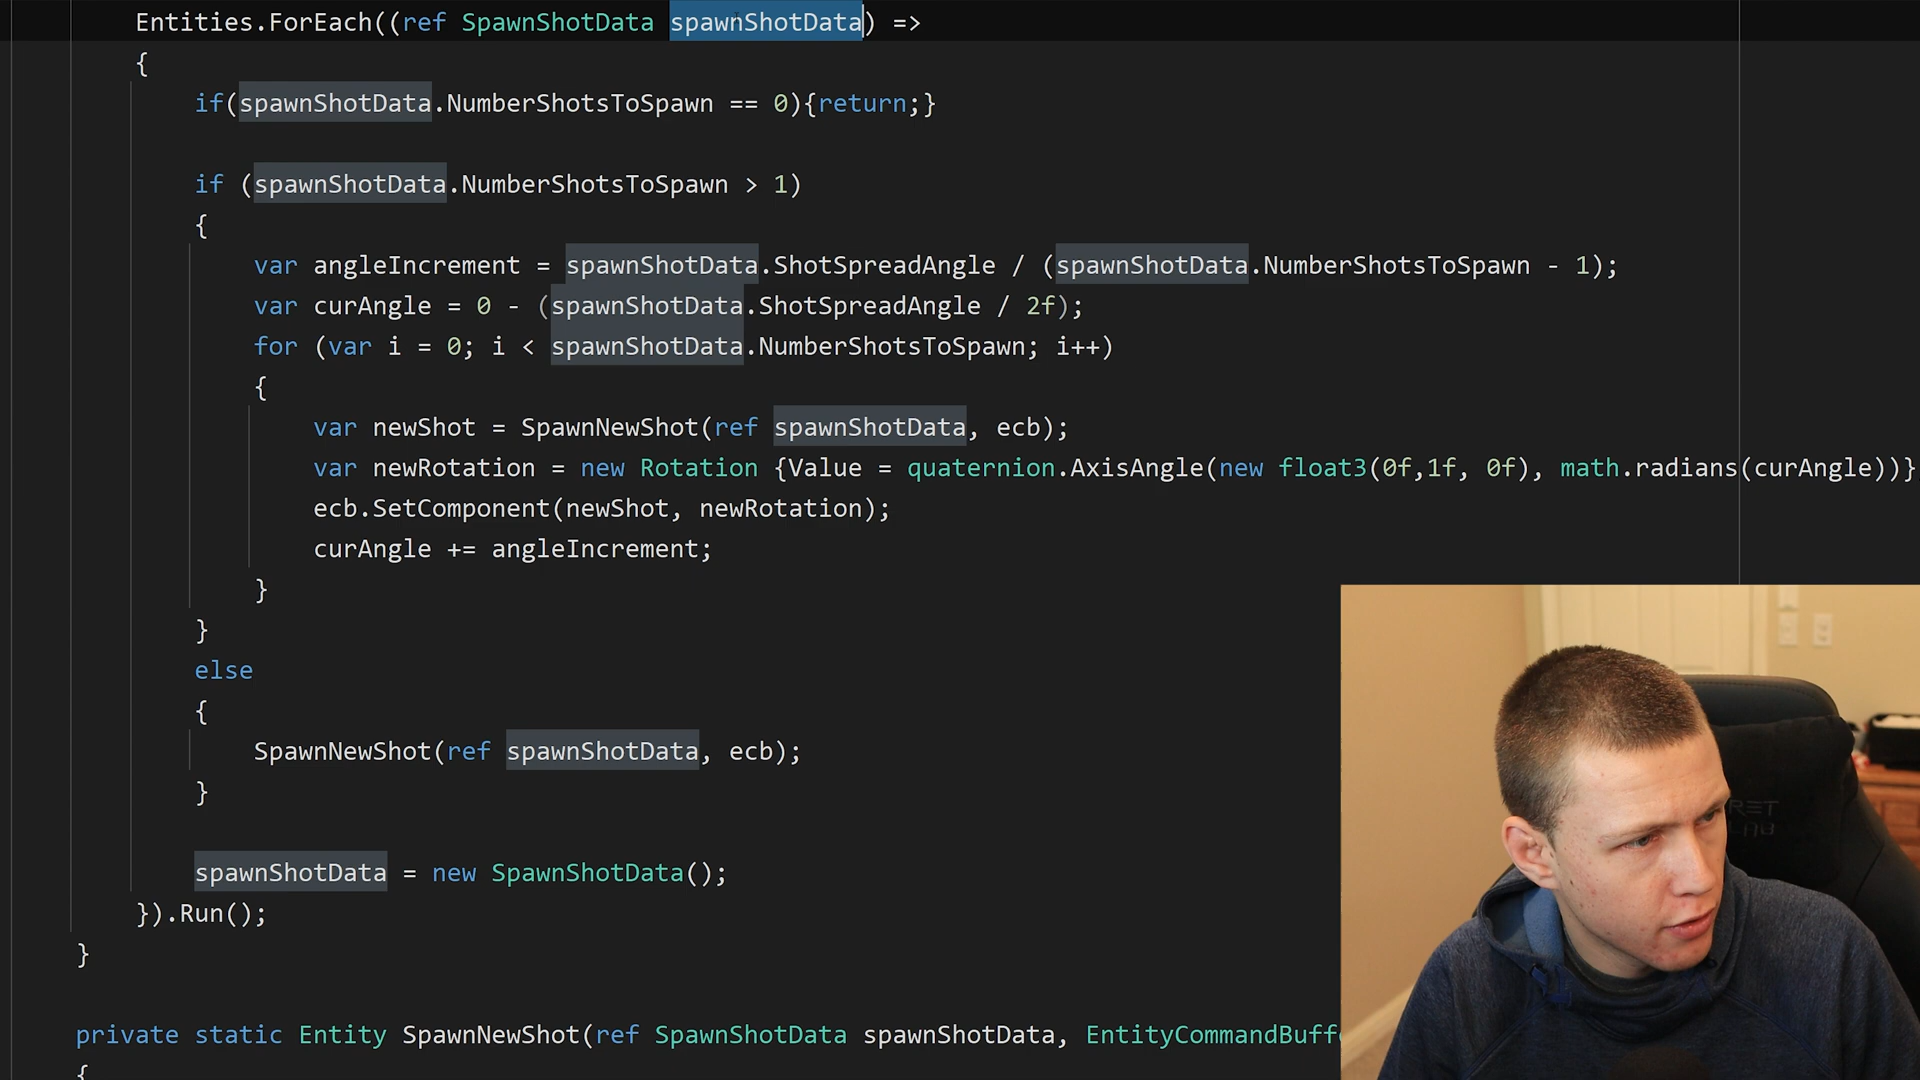 Entities.ForEach((ref SpawnShotData spawnShotData) =>
{
if(spawnShotData.NumberShotsToSpawn == 0){return;}
if (spawnShotData.NumberShotsToSpawn > 1)
{
var angleIncrement = spawnShotData.ShotSpreadAngle / (spawnShotData.NumberShotsToSpawn - 1);
var curAngle = 0 - (spawnShotData.ShotSpreadAngle / 2f);
for (var i = 0; i < spawnShotData.NumberShotsToSpawn; i++)
{
var newShot = SpawnNewShot(ref spawnShotData, ecb);
var newRotation = new Rotation {Value = quaternion.AxisAngle(new float3(0f,1f, 0f), math.radians(curAngle))}
ecb.SetComponent(newShot, newRotation);
curAngle += angleIncrement;
}
}
else
{
SpawnNewShot(ref spawnShotData, ecb);
}
spawnShotData = new SpawnShotData();
}).Run();
}
private static Entity SpawnNewShot(ref SpawnShotData spawnShotData, EntityCommandBuff
{